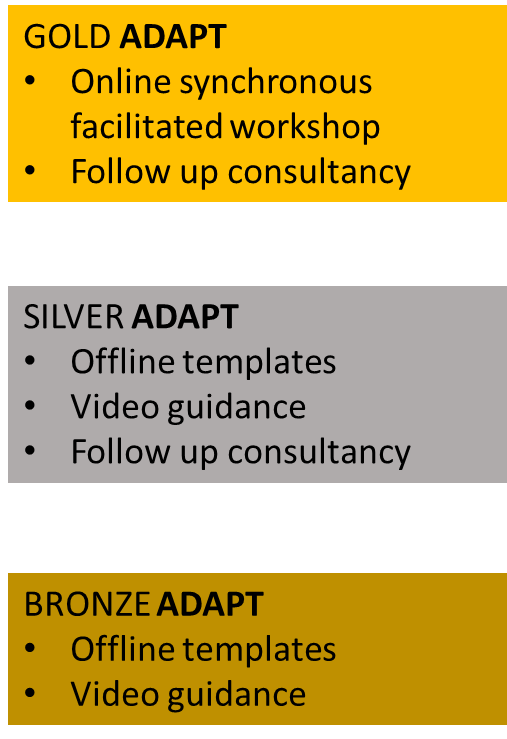 GOLD ADAPT
• Online synchronous
facilitated workshop
• Follow up consultancy
SILVER ADAPT
• Offline templates
• Video guidance
• Follow up consultancy
BRONZE ADAPT
• Offline templates
• Video guidance